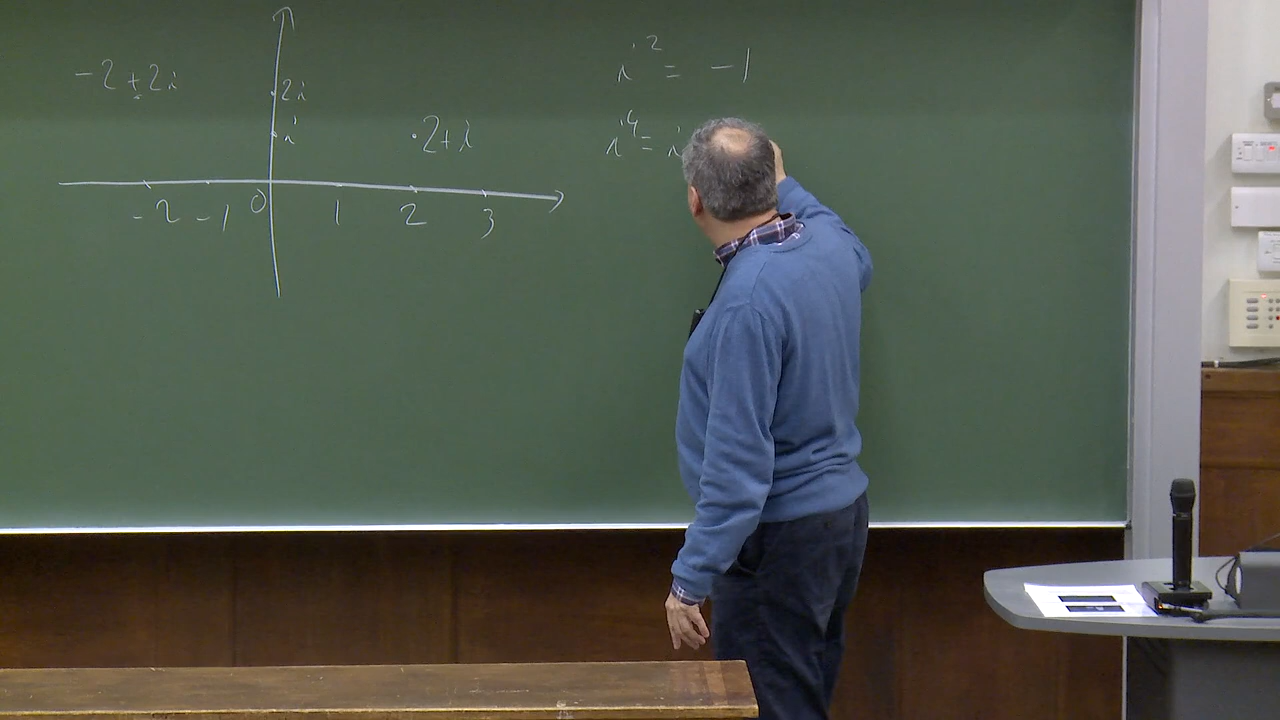 -2+2i
2i
i
2+i
-2 -1 0 1 2 3
i² = -1
i⁴ = i